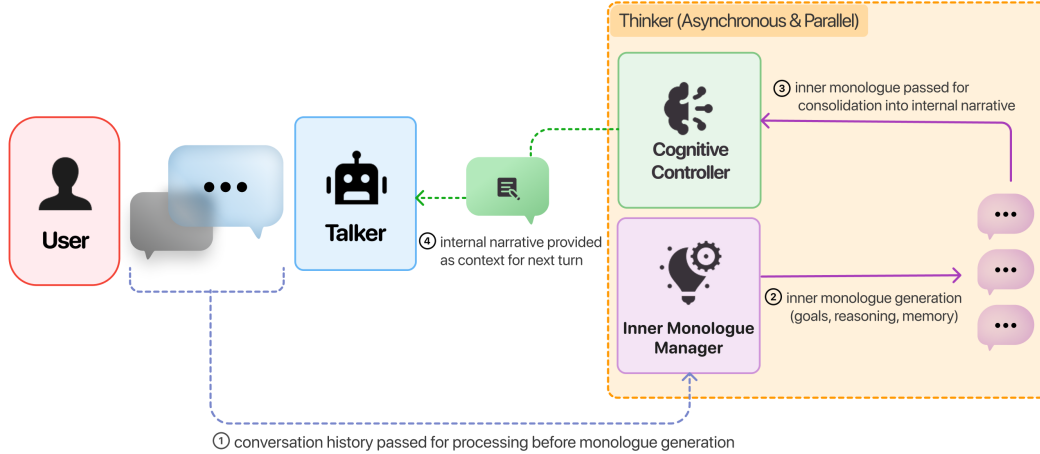 Thinker (Asynchronous & Parallel)
User
Talker
Cognitive
Controller
③ inner monologue passed for
consolidation into internal narrative
④ internal narrative provided
as context for next turn
Inner Monologue
Manager
② inner monologue generation
(goals, reasoning, memory)
① conversation history passed for processing before monologue generation